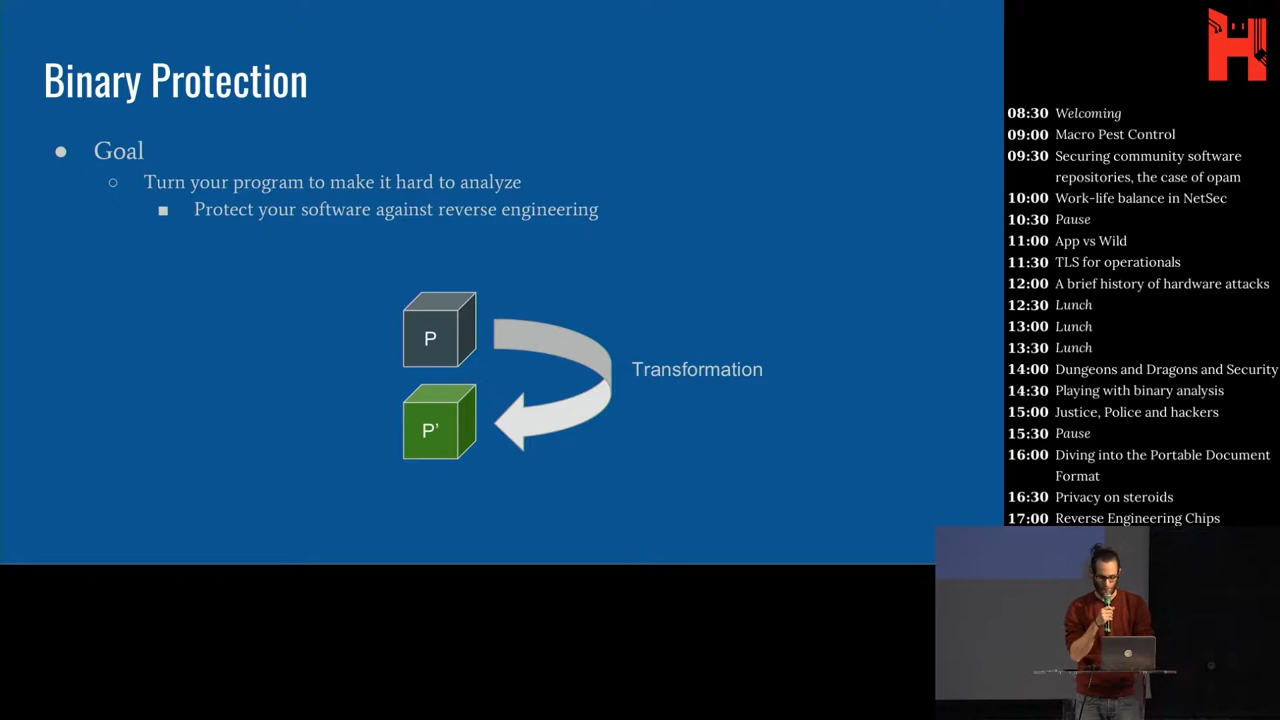 Binary Protection
● Goal
○ Turn your program to make it hard to analyze
■ Protect your software against reverse engineering
P
P’
Transformation
08:30 Welcoming
09:00 Macro Pest Control
09:30 Securing community software
repositories, the case of opam
10:00 Work-life balance in NetSec
10:30 Pause
11:00 App vs Wild
11:30 TLS for operationals
12:00 A brief history of hardware attacks
12:30 Lunch
13:00 Lunch
13:30 Lunch
14:00 Dungeons and Dragons and Security
14:30 Playing with binary analysis
15:00 Justice, Police and hackers
15:30 Pause
16:00 Diving into the Portable Document
Format
16:30 Privacy on steroids
17:00 Reverse Engineering Chips